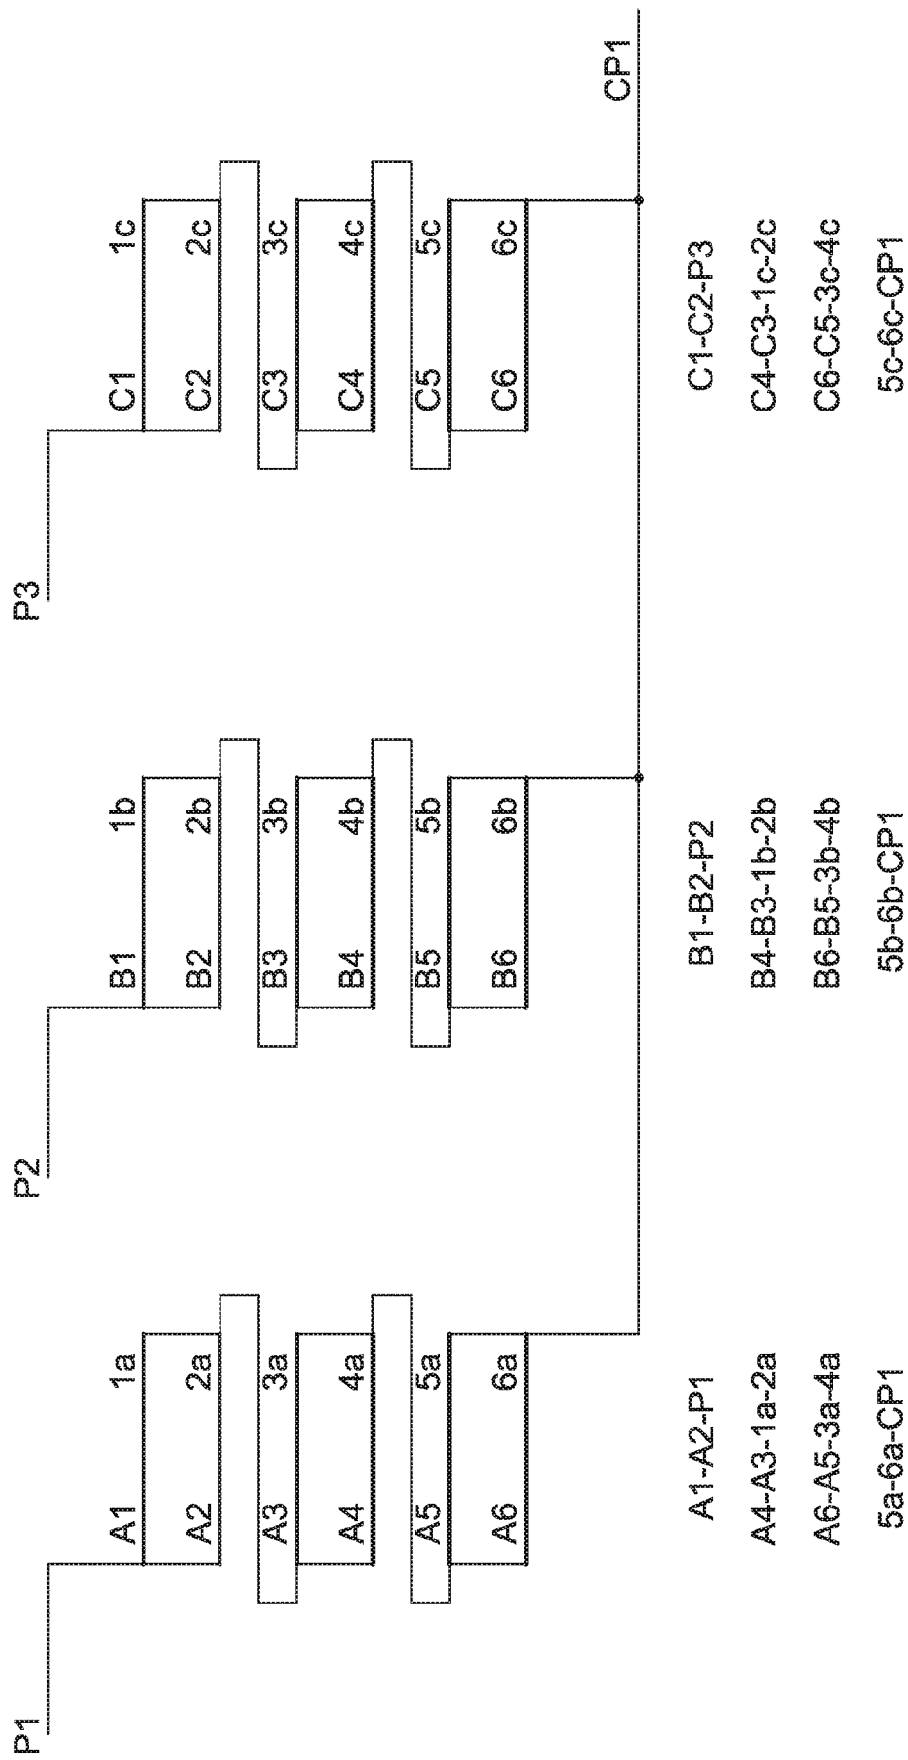 P1
P2
P3
A1 1a
B1 1b
C1 1c
A2 2a
B2 2b
C2 2c
A3 3a
B3 3b
C3 3c
A4 4a
B4 4b
C4 4c
A5 5a
B5 5b
C5 5c
A6 6a
B6 6b
C6 6c
CP1
A1-A2-P1
A4-A3-1a-2a
A6-A5-3a-4a
5a-6a-CP1
B1-B2-P2
B4-B3-1b-2b
B6-B5-3b-4b
5b-6b-CP1
C1-C2-P3
C4-C3-1c-2c
C6-C5-3c-4c
5c-6c-CP1